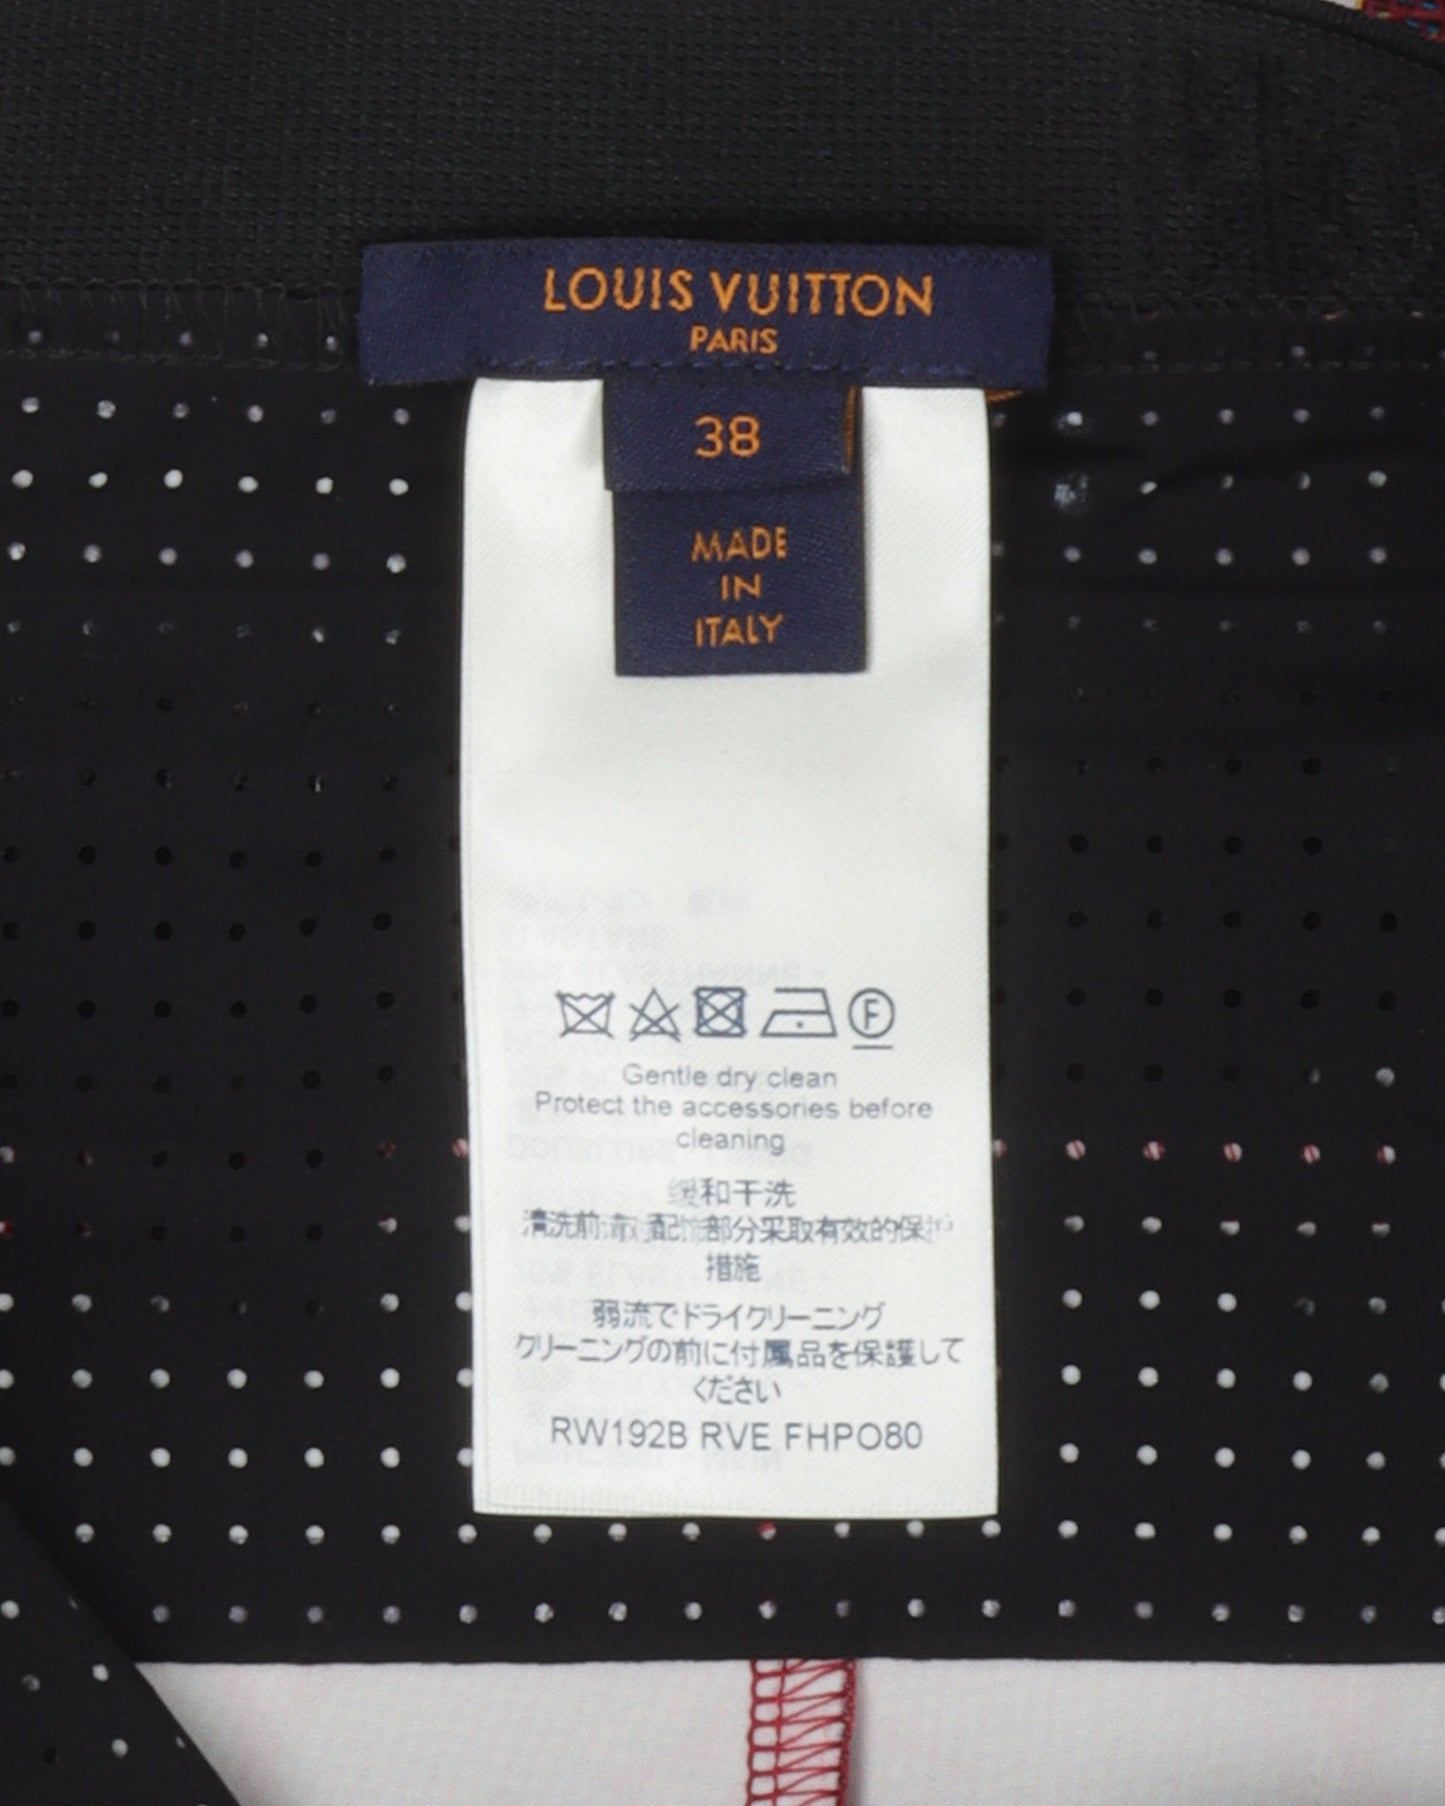 LOUIS VUITTON
PARIS
38
MADE
IN
ITALY
F
Gentle dry clean
Protect the accessories before
cleaning
缓和干洗
清洗前请取配饰部分采取有效的保护
措施
弱流でドライクリーニング
クリーニングの前に付属品を保護して
ください
RW192B RVE FHPO80